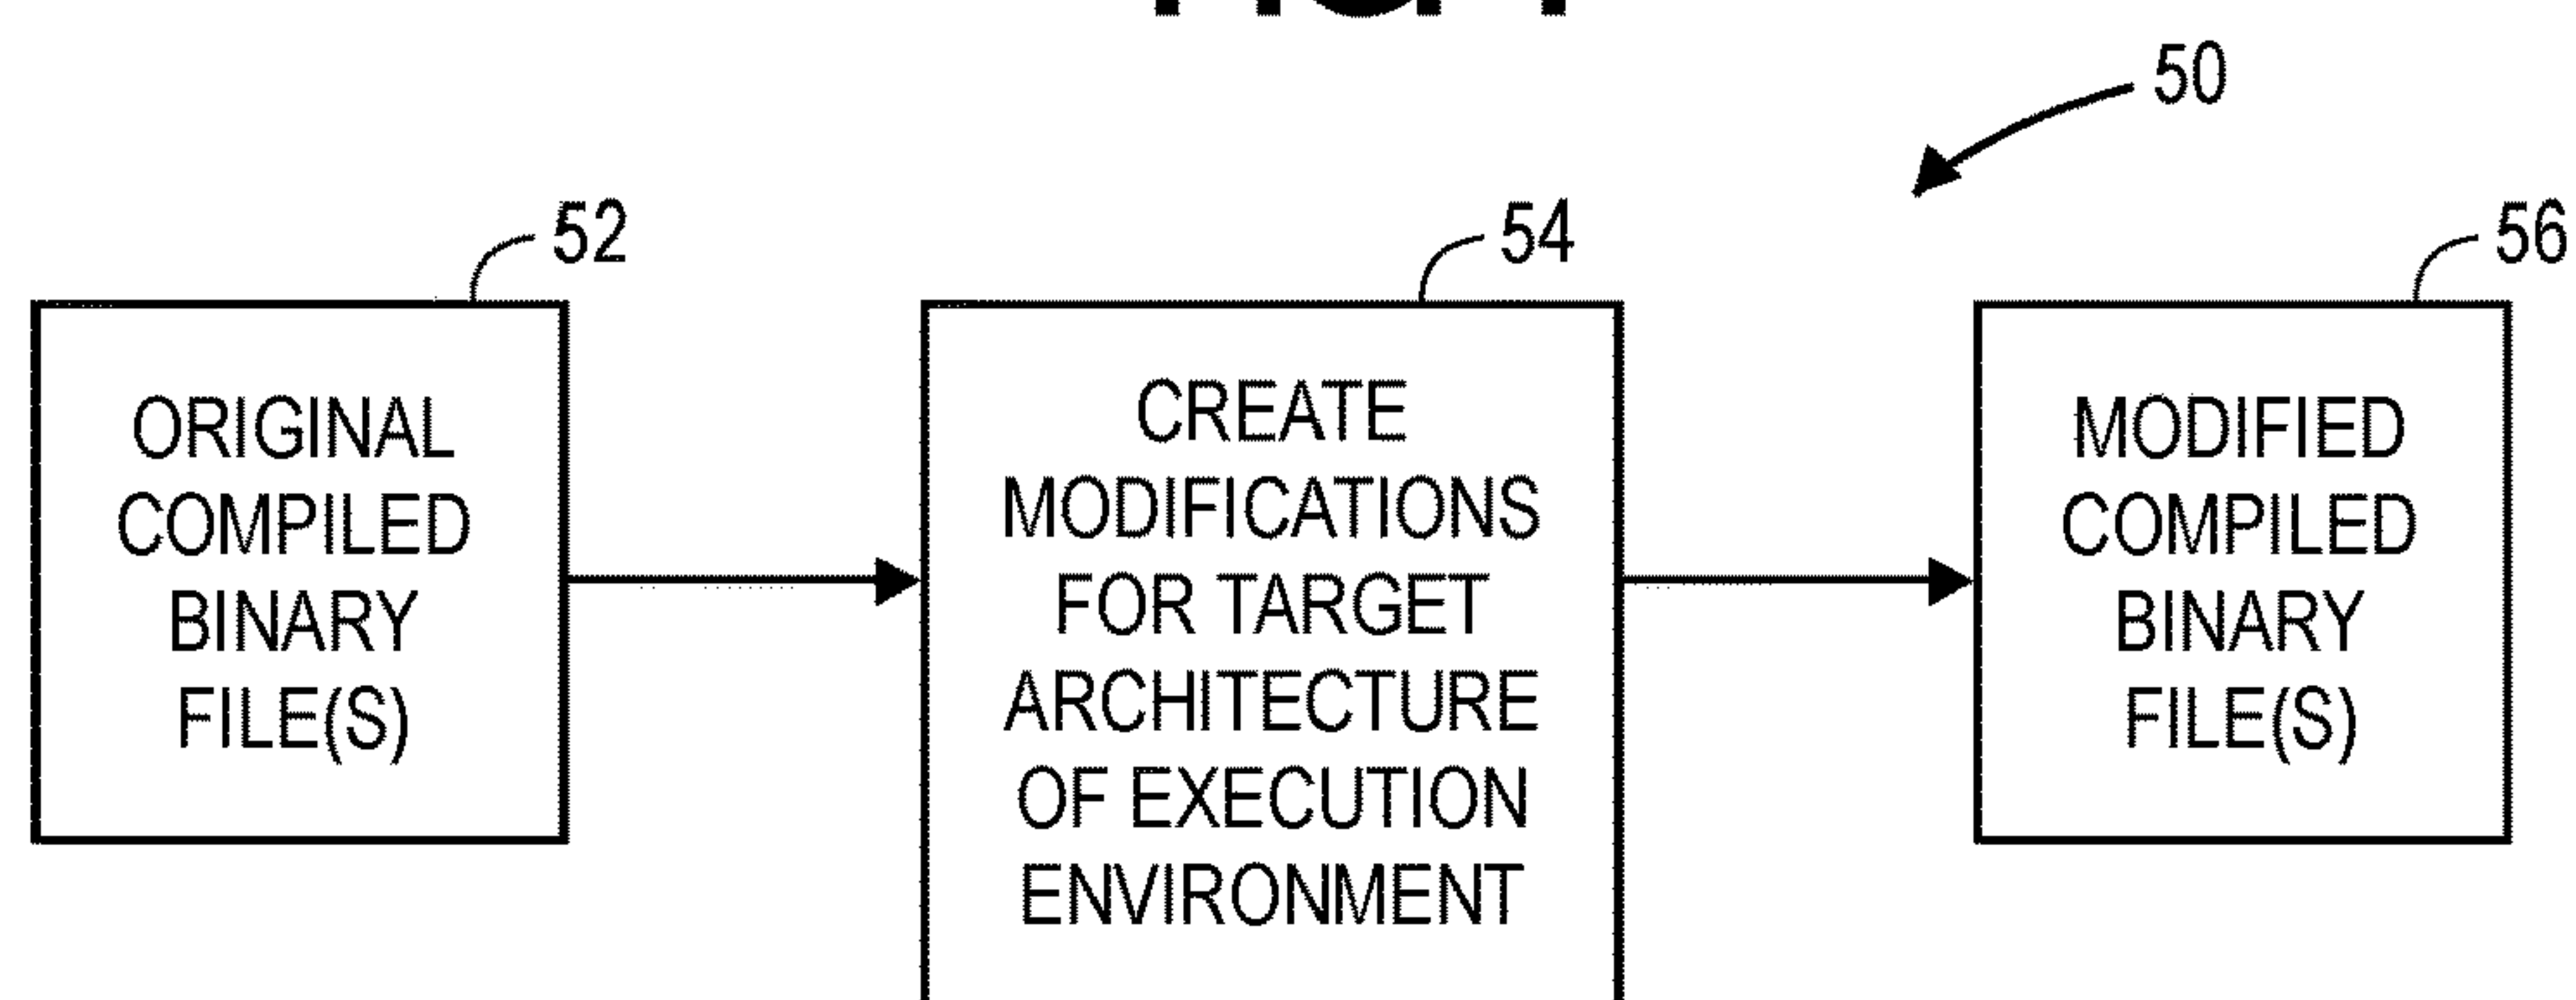 50
52
54
56
ORIGINAL
COMPILED
BINARY
FILE(S)
CREATE
MODIFICATIONS
FOR TARGET
ARCHITECTURE
OF EXECUTION
ENVIRONMENT
MODIFIED
COMPILED
BINARY
FILE(S)